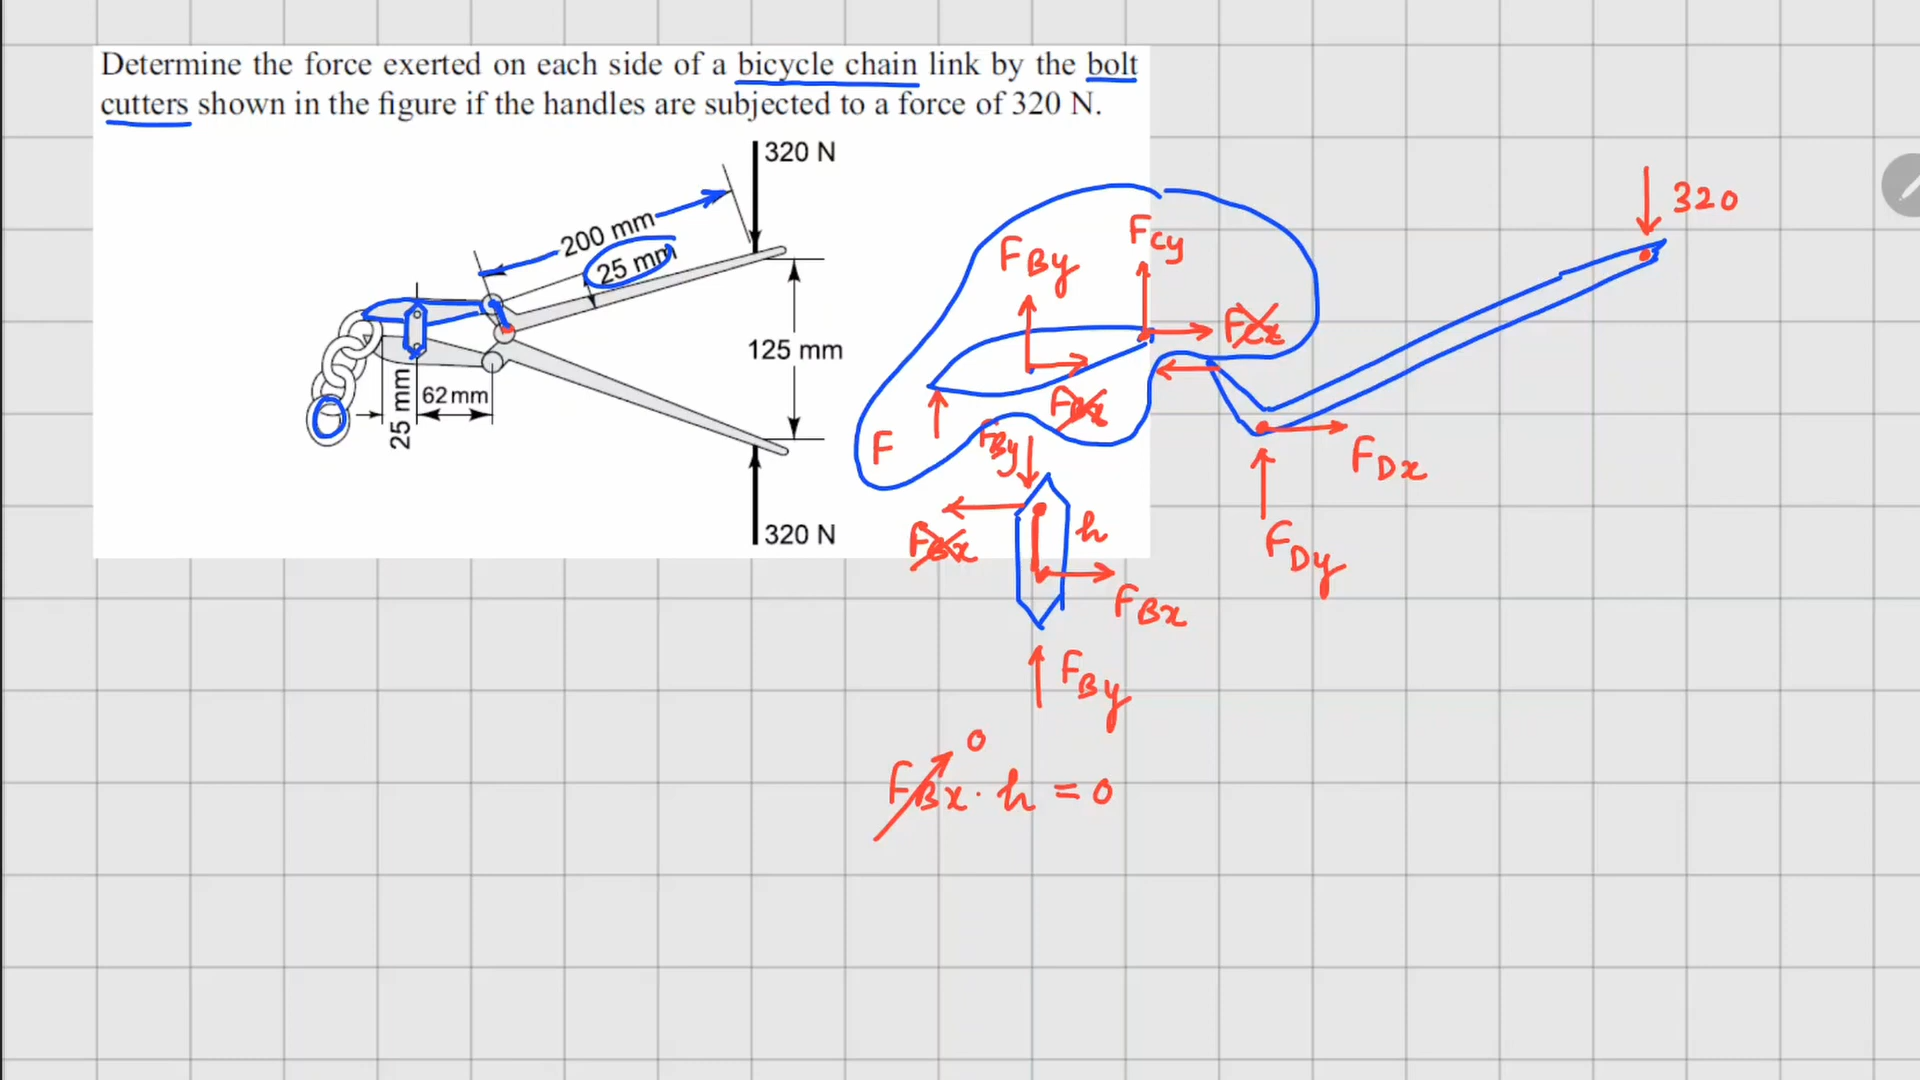 Determine the force exerted on each side of a bicycle chain link by the bolt
cutters shown in the figure if the handles are subjected to a force of 320 N.
320 N
200 mm
25 mm
125 mm
62 mm
25 mm
320 N
320
FBy
FCy
FCx
FBx
F
FBy
FBx
h
FBx
FBy
FDx
FDy
0
FBx · h = 0